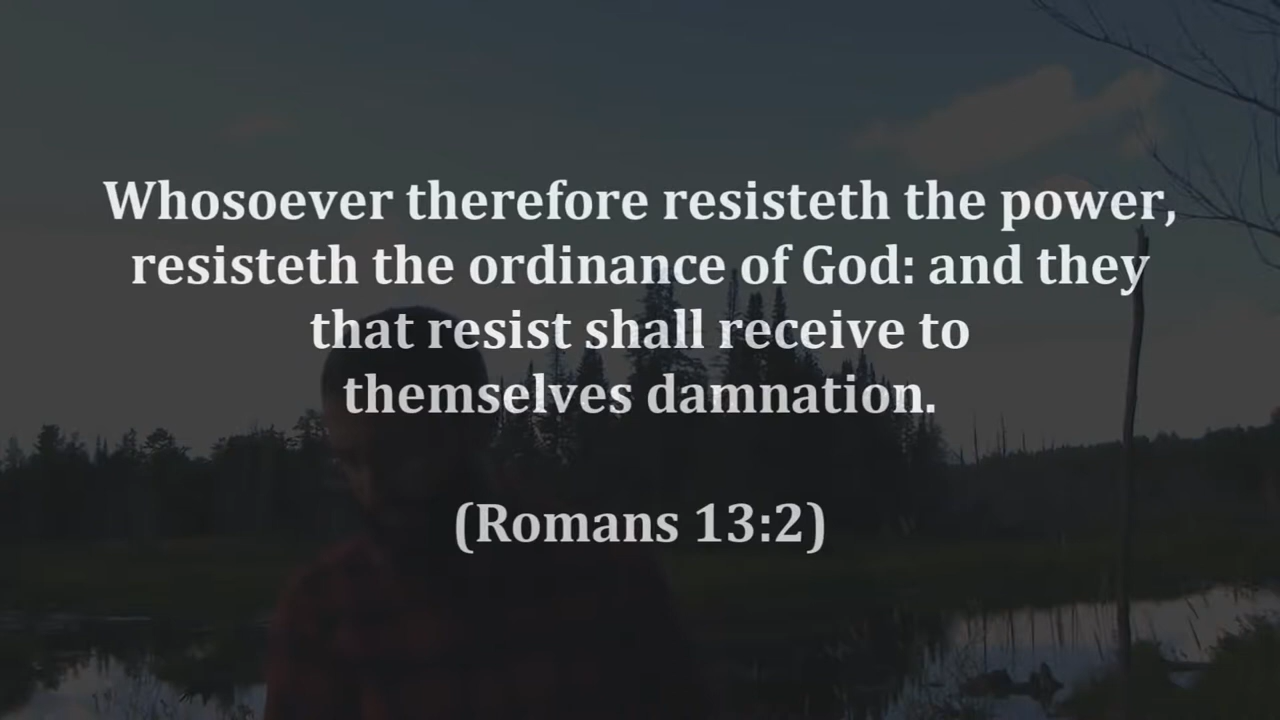 Whosoever therefore resisteth the power,
resisteth the ordinance of God: and they
that resist shall receive to
themselves damnation.
(Romans 13:2)